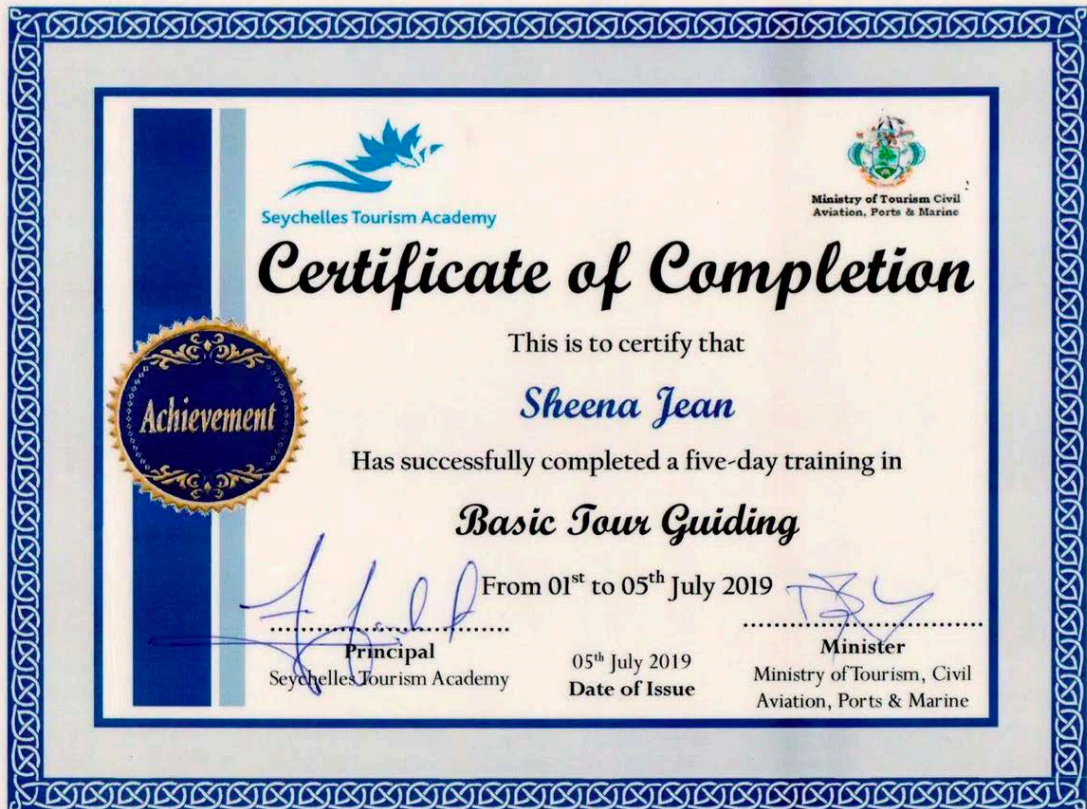 Seychelles Tourism Academy
Ministry of Tourism Civil
Aviation, Ports & Marine
Certificate of Completion
This is to certify that
Sheena Jean
Achievement
Has successfully completed a five-day training in
Basic Tour Guiding
From 01st to 05th July 2019
Principal
Seychelles Tourism Academy
05th July 2019
Date of Issue
Minister
Ministry of Tourism, Civil
Aviation, Ports & Marine